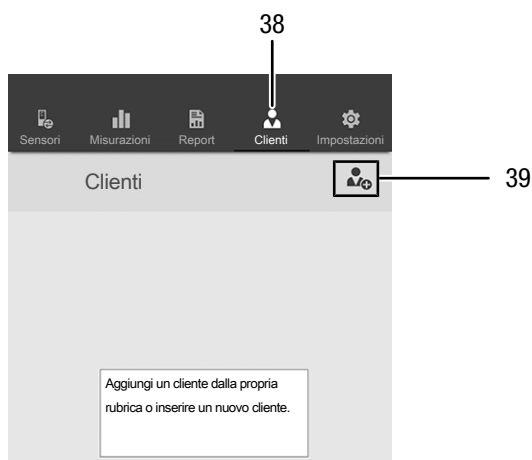 38
Sensori Misurazioni Report Clienti Impostazioni
Clienti
39
Aggiungi un cliente dalla propria
rubrica o inserire un nuovo cliente.